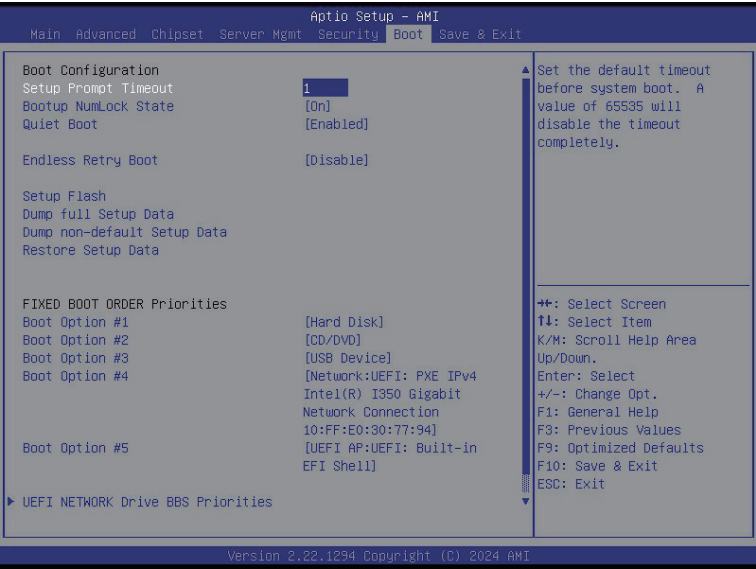 Aptio Setup – AMI
Main Advanced Chipset Server Mgmt Security Boot Save & Exit
Boot Configuration
Setup Prompt Timeout 1
Bootup NumLock State [On]
Quiet Boot [Enabled]
Endless Retry Boot [Disable]
Setup Flash
Dump full Setup Data
Dump non-default Setup Data
Restore Setup Data
FIXED BOOT ORDER Priorities
Boot Option #1 [Hard Disk]
Boot Option #2 [CD/DVD]
Boot Option #3 [USB Device]
Boot Option #4 [Network:UEFI: PXE IPv4
Intel(R) I350 Gigabit
Network Connection
10:FF:E0:30:77:94]
Boot Option #5 [UEFI AP:UEFI: Built-in
EFI Shell]
UEFI NETWORK Drive BBS Priorities
Set the default timeout
before system boot. A
value of 65535 will
disable the timeout
completely.
→←: Select Screen
↑↓: Select Item
K/M: Scroll Help Area
Up/Down.
Enter: Select
+/-: Change Opt.
F1: General Help
F3: Previous Values
F9: Optimized Defaults
F10: Save & Exit
ESC: Exit
Version 2.22.1294 Copyright (C) 2024 AMI